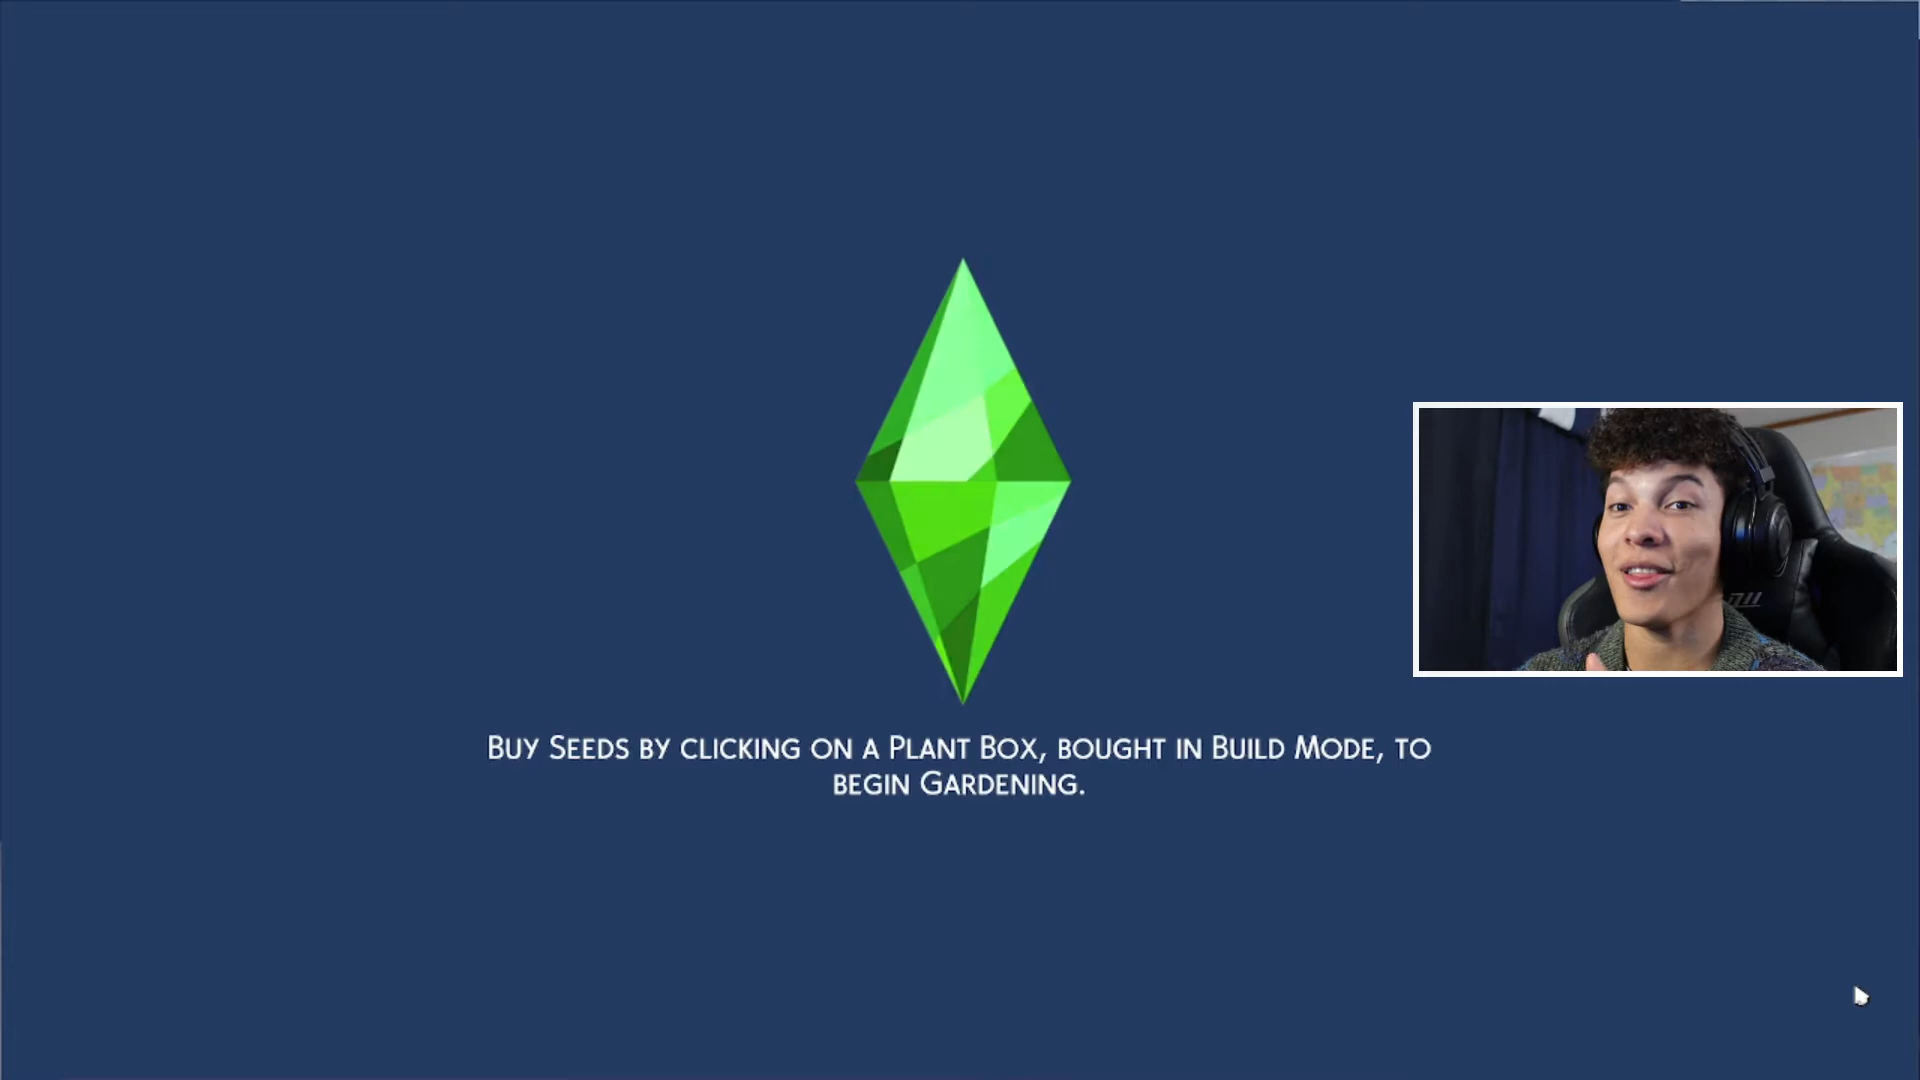 Buy Seeds by clicking on a Plant Box, bought in Build Mode, to
begin Gardening.